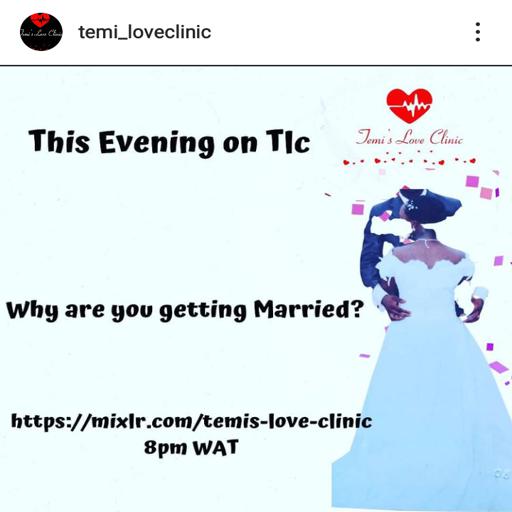 temi_loveclinic
Temi's Love Clinic
This Evening on Tlc
Why are you getting Married?
https://mixlr.com/temis-love-clinic
8pm WAT